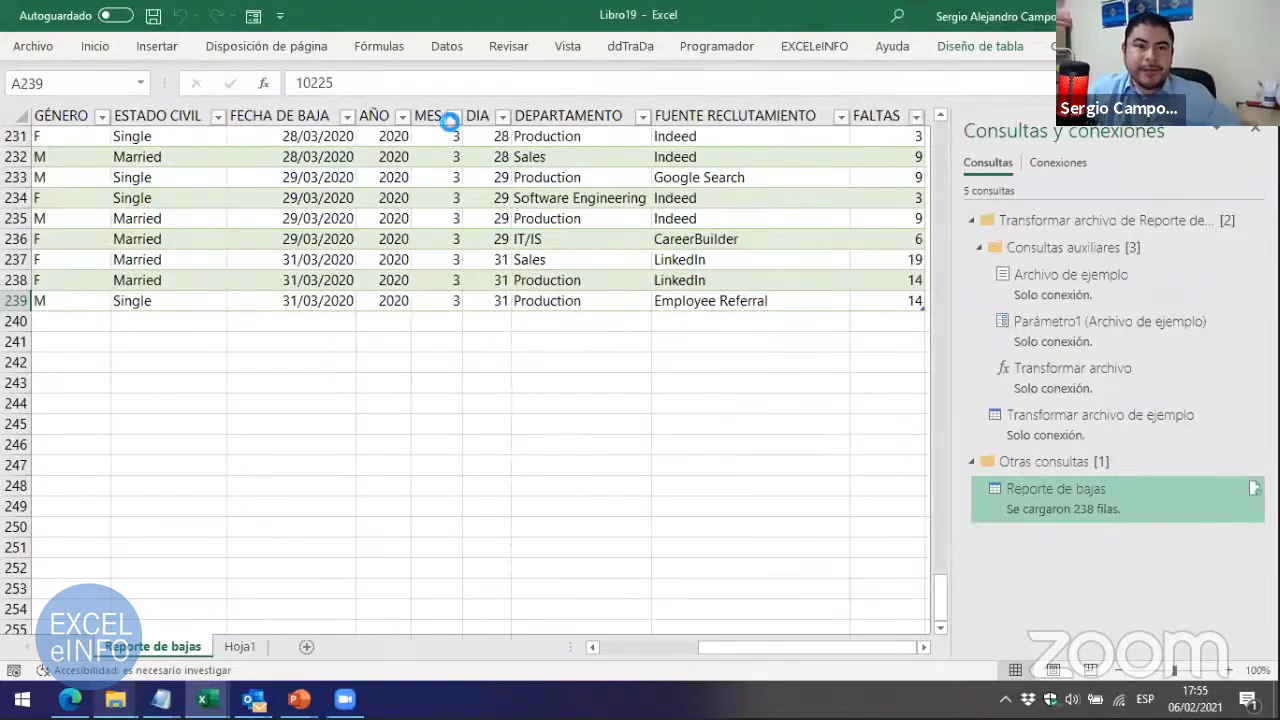 Autoguardado
Libro19 - Excel
Sergio Alejandro Campo
Archivo Inicio Insertar Disposición de página Fórmulas Datos Revisar Vista ddTraDa Programador EXCELeINFO Ayuda Diseño de tabla
A239 fx 10225
Sergio Campo...
GÉNERO ESTADO CIVIL FECHA DE BAJA AÑO MES DIA DEPARTAMENTO FUENTE RECLUTAMIENTO FALTAS
231 F Single 28/03/2020 2020 3 28 Production Indeed 3
232 M Married 28/03/2020 2020 3 28 Sales Indeed 9
233 M Single 29/03/2020 2020 3 29 Production Google Search 9
234 F Single 29/03/2020 2020 3 29 Software Engineering Indeed 3
235 M Married 29/03/2020 2020 3 29 Production Indeed 9
236 F Married 29/03/2020 2020 3 29 IT/IS CareerBuilder 6
237 F Married 31/03/2020 2020 3 31 Sales LinkedIn 19
238 F Married 31/03/2020 2020 3 31 Production LinkedIn 14
239 M Single 31/03/2020 2020 3 31 Production Employee Referral 14
240
241
242
243
244
245
246
247
248
249
250
251
252
253
254
255
Consultas y conexiones
Consultas Conexiones
5 consultas
Transformar archivo de Reporte de... [2]
Consultas auxiliares [3]
Archivo de ejemplo
Solo conexión.
Parámetro1 (Archivo de ejemplo)
Solo conexión.
fx Transformar archivo
Solo conexión.
Transformar archivo de ejemplo
Solo conexión.
Otras consultas [1]
Reporte de bajas
Se cargaron 238 filas.
EXCEL
eINFO
Reporte de bajas Hoja1
zoom
Accesibilidad: es necesario investigar
100%
ESP
17:55
06/02/2021
1